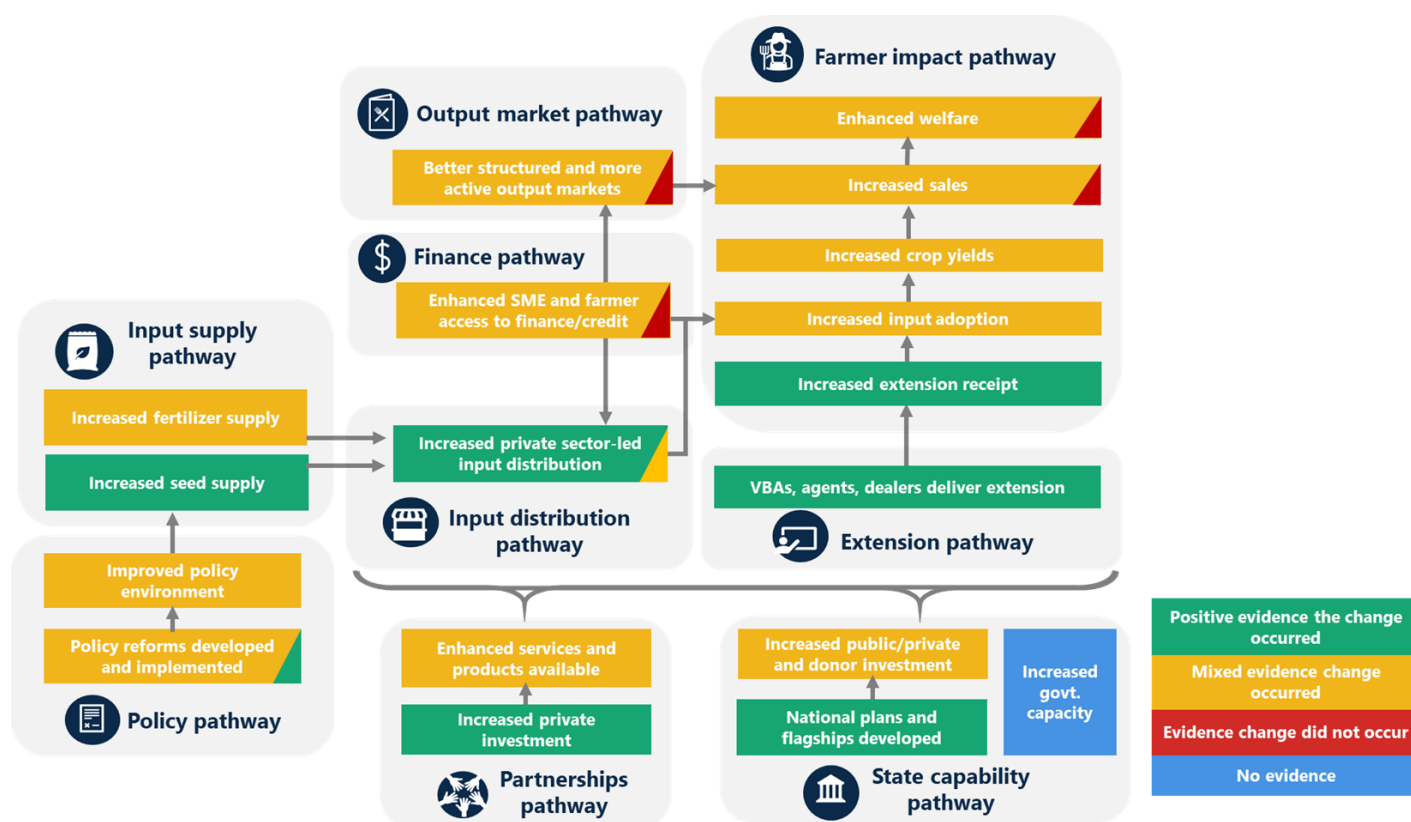 Farmer impact pathway
Enhanced welfare
Increased sales
Increased crop yields
Increased input adoption
Increased extension receipt
Output market pathway
Better structured and more
active output markets
Finance pathway
$
Enhanced SME and farmer
access to finance/credit
Input supply
pathway
Increased fertilizer supply
Increased seed supply
Increased private sector-led
input distribution
Input distribution
pathway
VBAs, agents, dealers deliver extension
Extension pathway
Improved policy
environment
Policy reforms developed
and implemented
Policy pathway
Enhanced services and
products available
Increased private
investment
Partnerships
pathway
Increased public/private
and donor investment
National plans and
flagships developed
Increased
govt.
capacity
State capability
pathway
Positive evidence the change
occurred
Mixed evidence change
occurred
Evidence change did not occur
No evidence